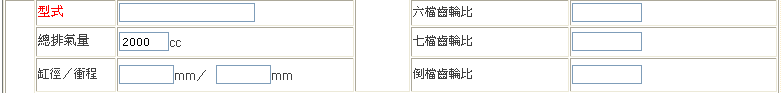 型式 六檔齒輪比
總排氣量 2000 cc 七檔齒輪比
缸徑／衝程 mm／ mm 倒檔齒輪比